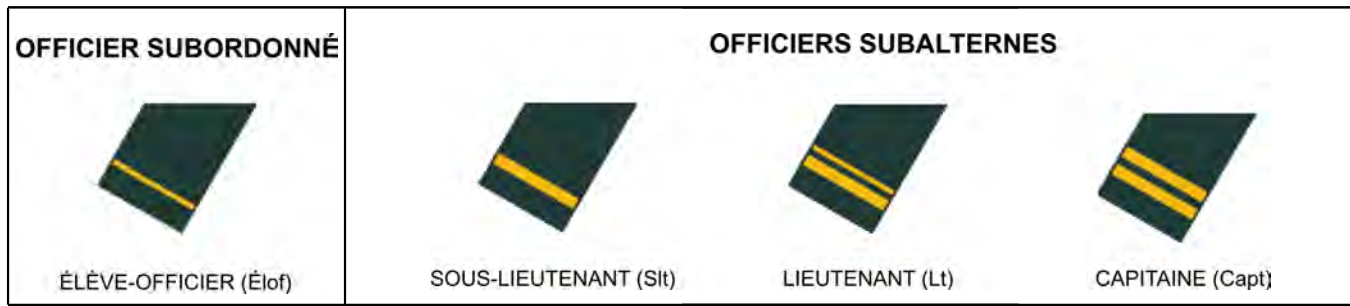 OFFICIER SUBORDONNÉ
ÉLÈVE-OFFICIER (Élof)
OFFICIERS SUBALTERNES
SOUS-LIEUTENANT (Slt)
LIEUTENANT (Lt)
CAPITAINE (Capt)